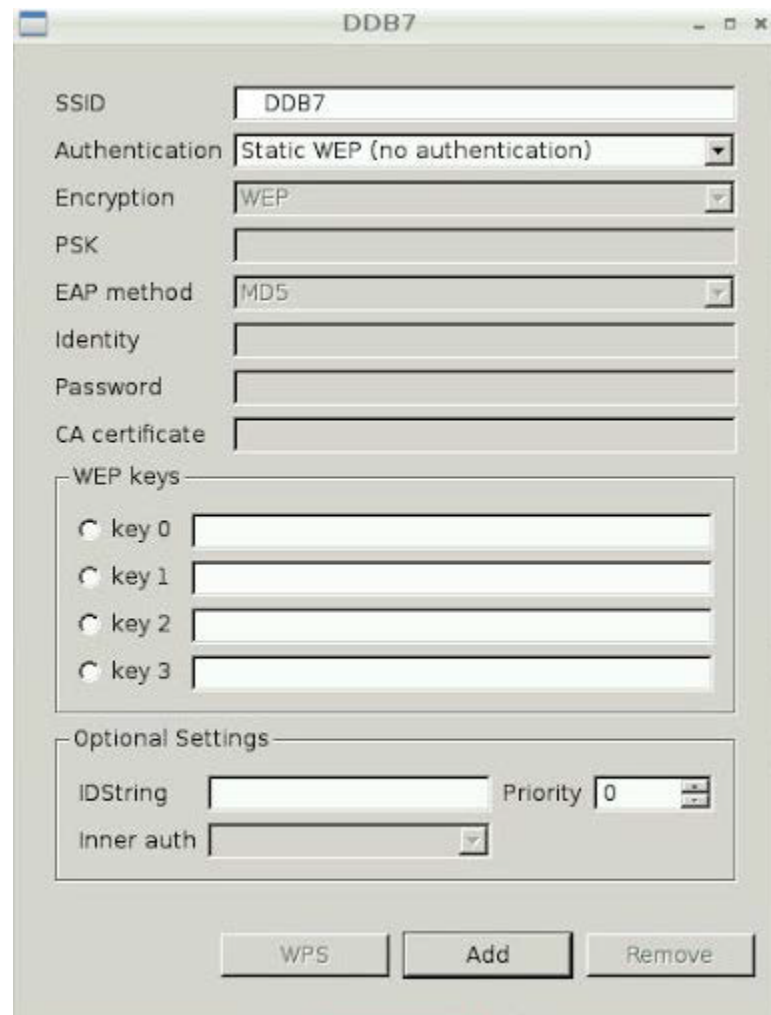 DDB7
SSID DDB7
Authentication Static WEP (no authentication)
Encryption WEP
PSK
EAP method MD5
Identity
Password
CA certificate
WEP keys
key 0
key 1
key 2
key 3
Optional Settings
IDString Priority 0
Inner auth
WPS Add Remove